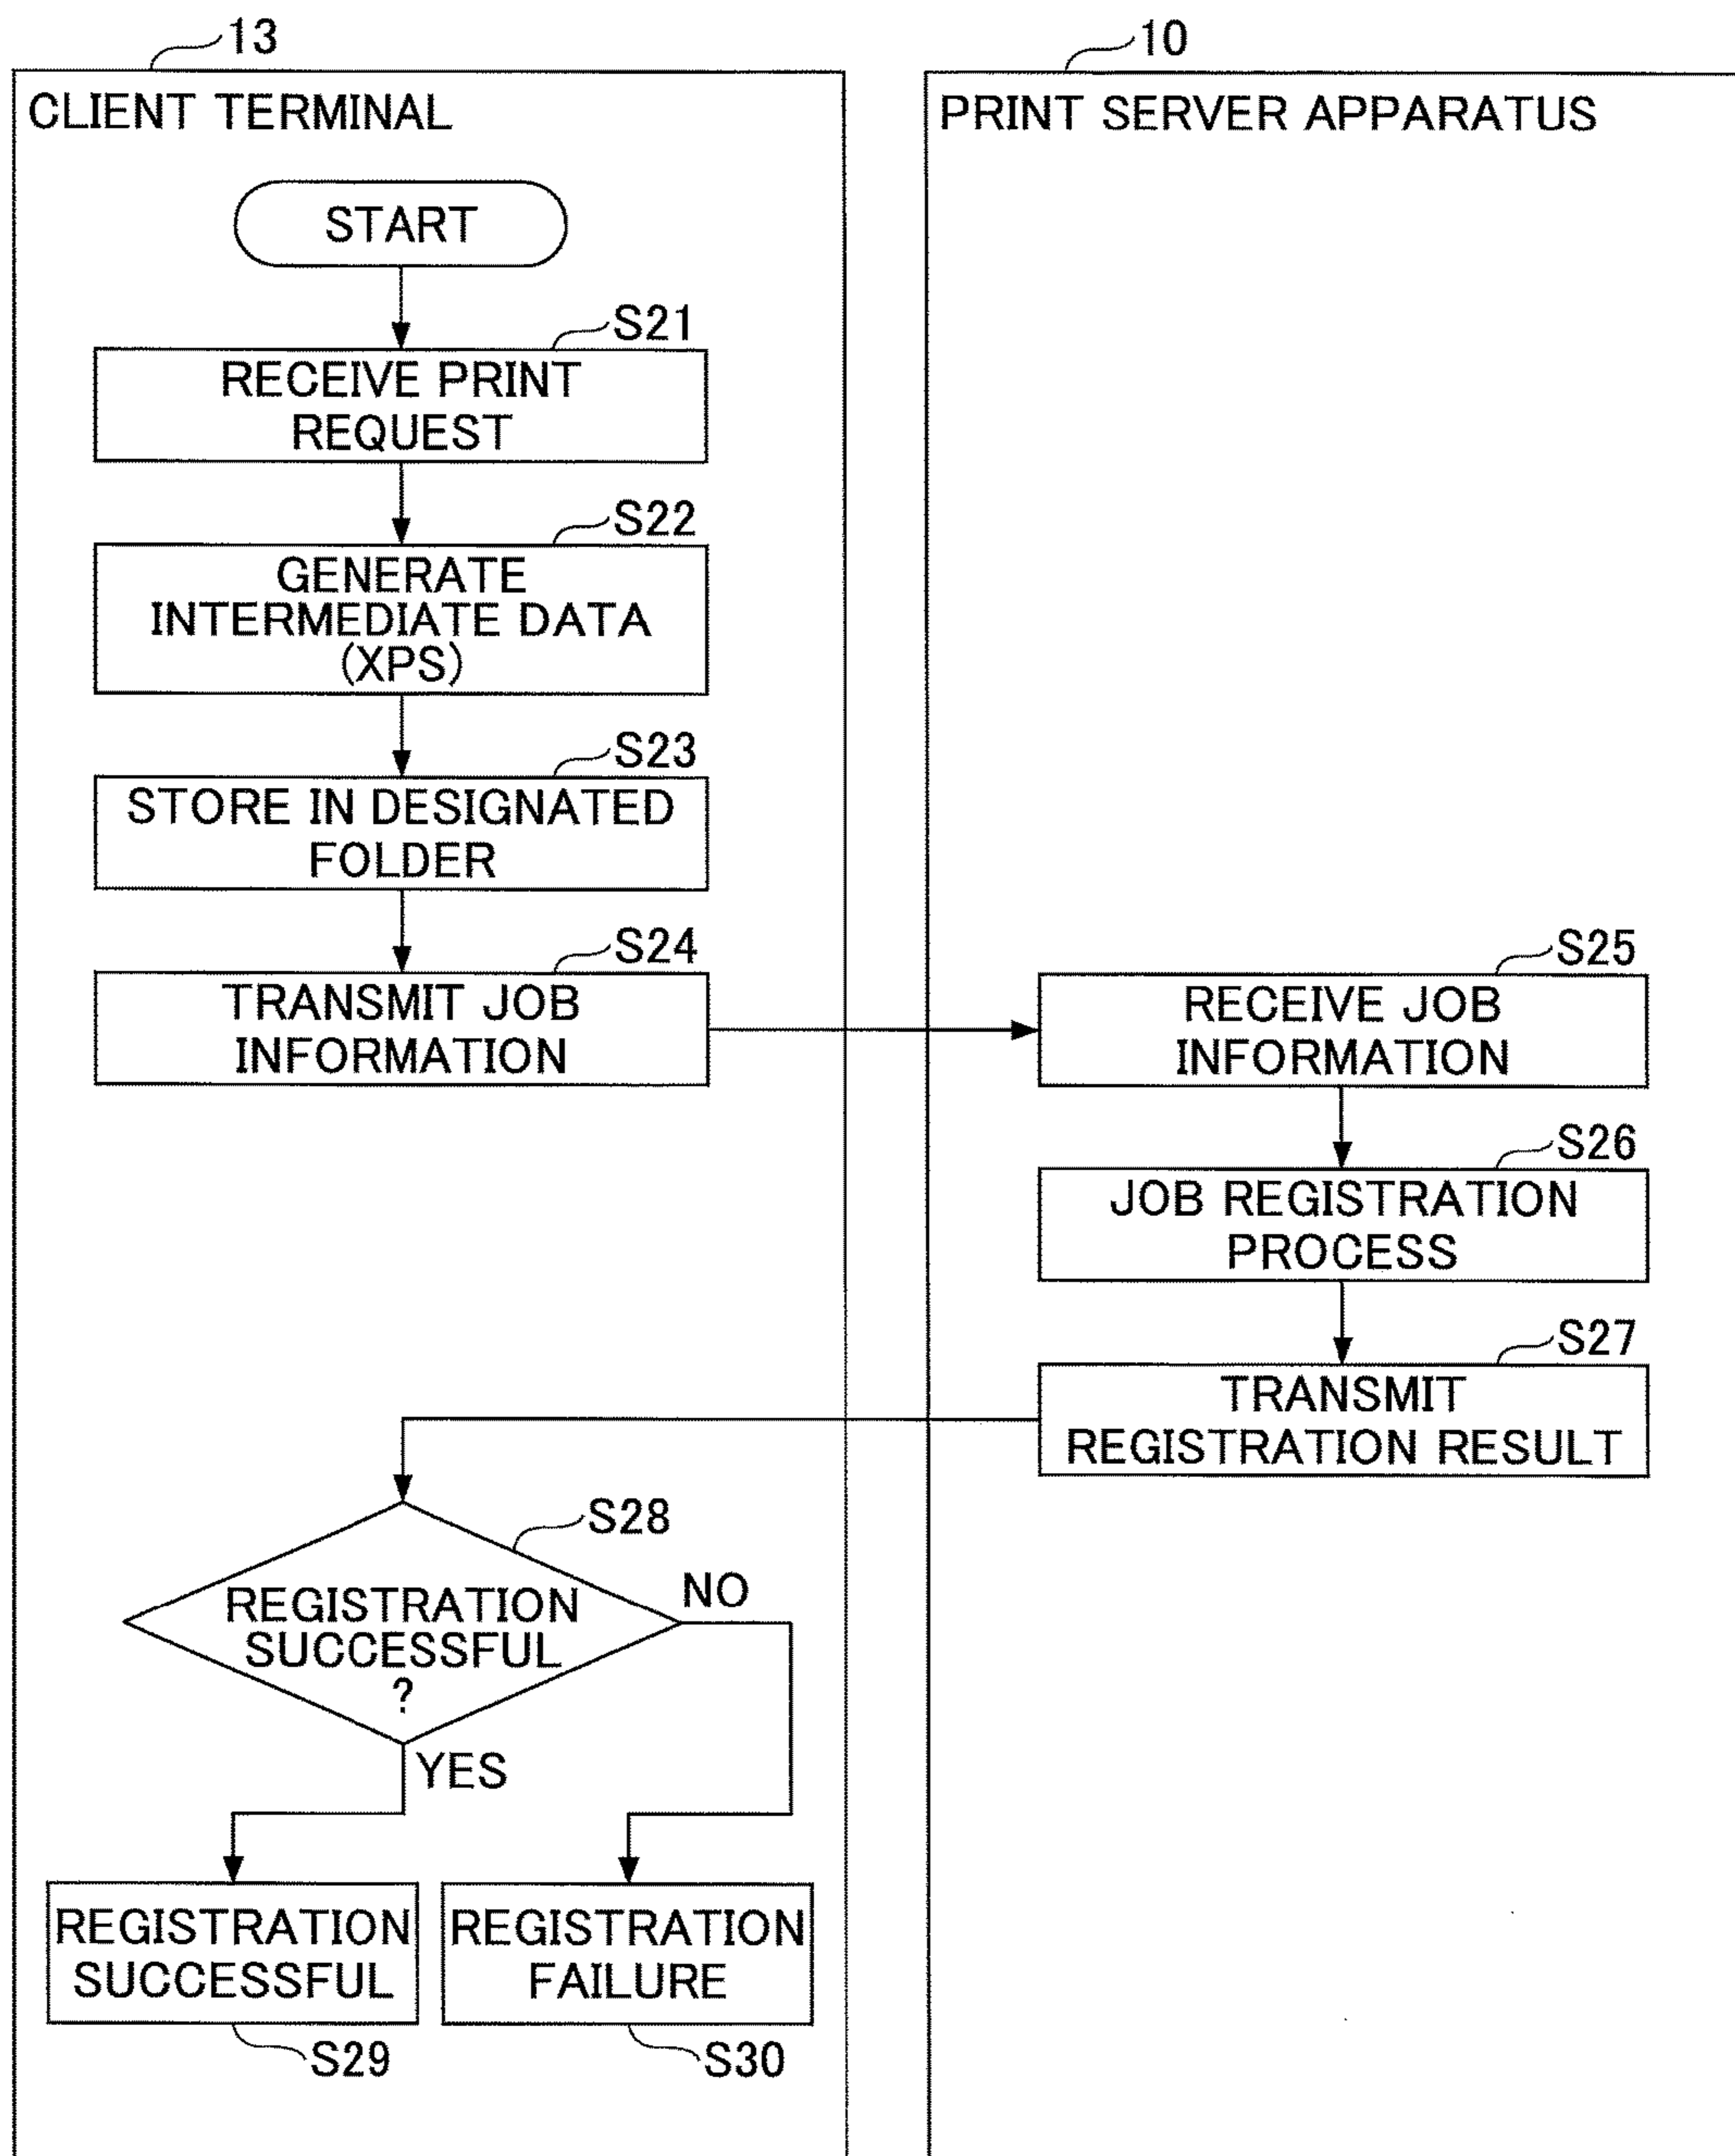 13
CLIENT TERMINAL
START
S21
RECEIVE PRINT
REQUEST
S22
GENERATE
INTERMEDIATE DATA
(XPS)
S23
STORE IN DESIGNATED
FOLDER
S24
TRANSMIT JOB
INFORMATION
10
PRINT SERVER APPARATUS
S25
RECEIVE JOB
INFORMATION
S26
JOB REGISTRATION
PROCESS
S27
TRANSMIT
REGISTRATION RESULT
S28
REGISTRATION
SUCCESSFUL
?
NO
YES
REGISTRATION
SUCCESSFUL
S29
REGISTRATION
FAILURE
S30